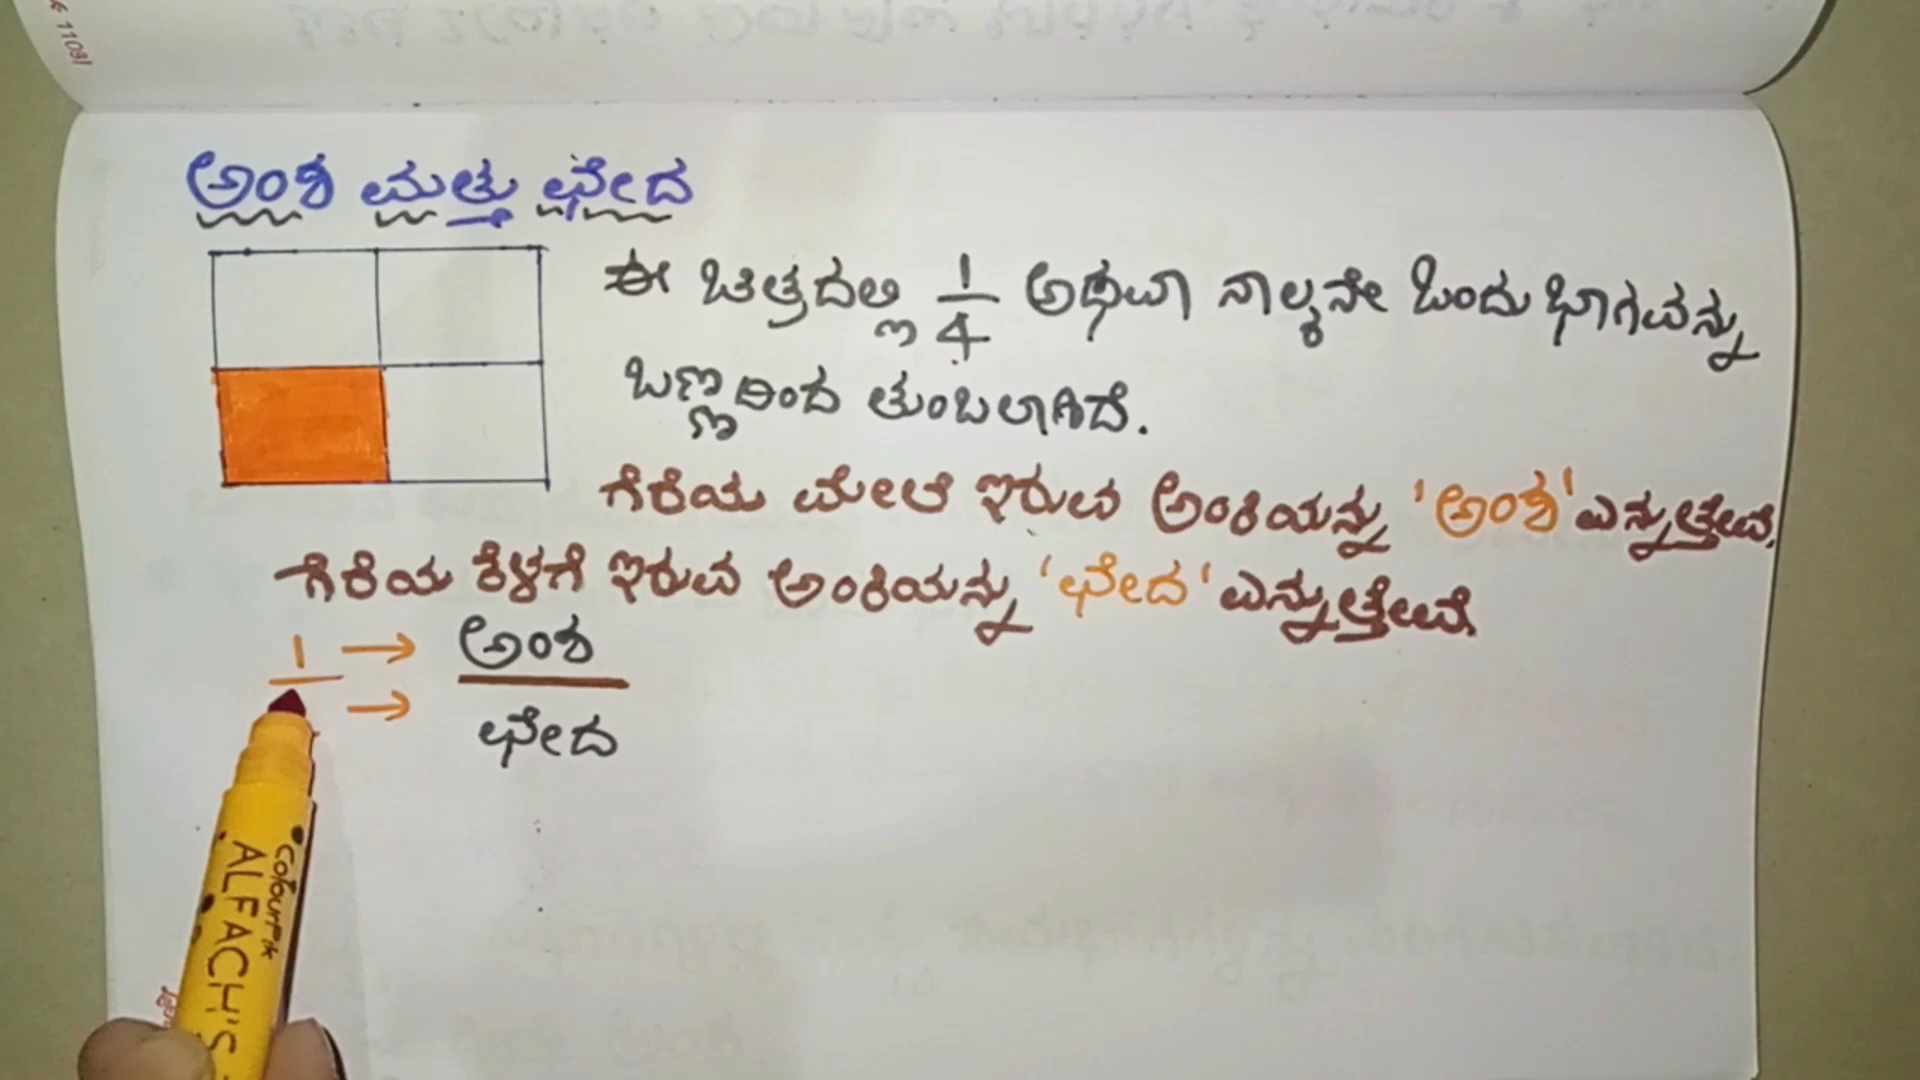 ಅಂಶ ಮತ್ತು ಛೇದ
ಈ ಚಿತ್ರದಲ್ಲಿ 1/4 ಅಥವಾ ನಾಲ್ಕನೇ ಒಂದು ಭಾಗವನ್ನು
ಬಣ್ಣದಿಂದ ತುಂಬಲಾಗಿದೆ.
ಗೆರೆಯ ಮೇಲೆ ಇರುವ ಅಂಕಿಯನ್ನು 'ಅಂಶ' ಎನ್ನುತ್ತೇವೆ.
ಗೆರೆಯ ಕೆಳಗೆ ಇರುವ ಅಂಕಿಯನ್ನು 'ಛೇದ' ಎನ್ನುತ್ತೇವೆ
1 → ಅಂಶ
→ ಛೇದ
colourpik
ALFACH'S